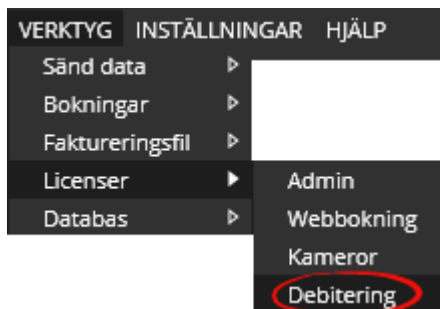 VERKTYG INSTÄLLNINGAR HJÄLP
Sänd data
Bokningar
Faktureringsfil
Licenser
Databas
Admin
Webbokning
Kameror
Debitering